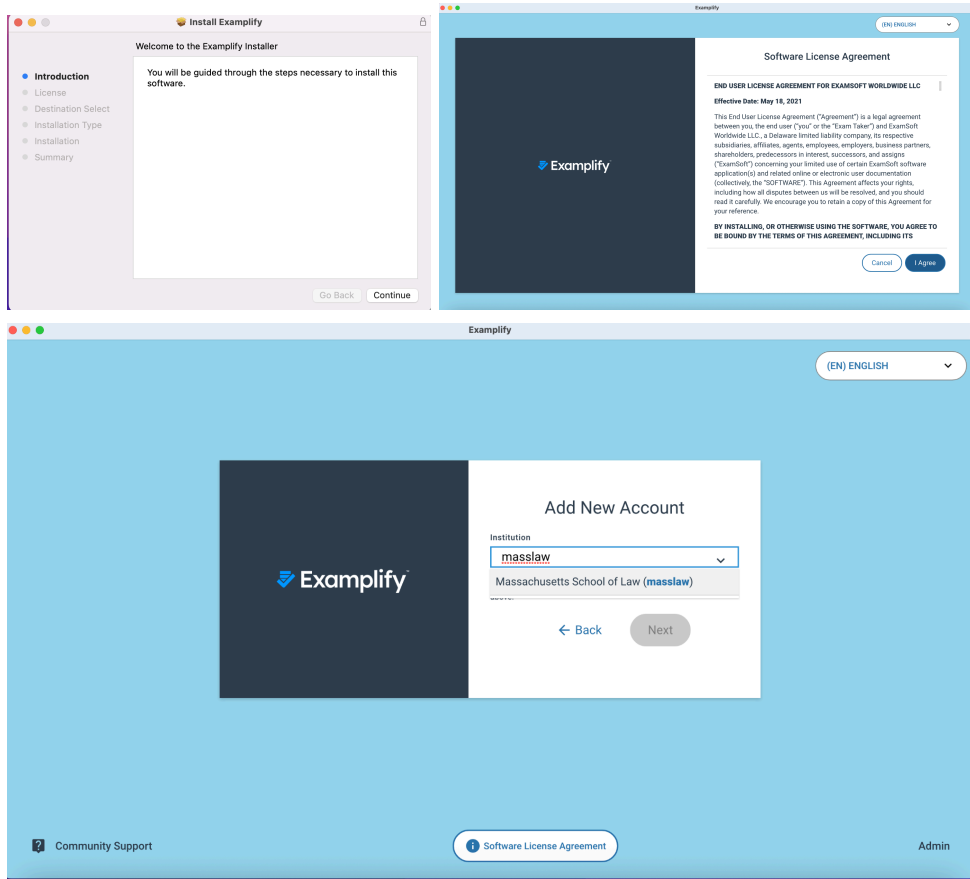 Install Examplify
Welcome to the Examplify Installer
Introduction
License
Destination Select
Installation Type
Installation
Summary
You will be guided through the steps necessary to install this
software.
Go Back
Continue
Examplify
(EN) ENGLISH
Examplify
Software License Agreement
END USER LICENSE AGREEMENT FOR EXAMSOFT WORLDWIDE LLC
Effective Date: May 18, 2021
This End User License Agreement ("Agreement") is a legal agreement
between you, the end user ("you" or the "Exam Taker") and ExamSoft
Worldwide LLC., a Delaware limited liability company, its respective
subsidiaries, affiliates, agents, employees, employers, business partners,
shareholders, predecessors in interest, successors, and assigns
("ExamSoft") concerning your limited use of certain ExamSoft software
application(s) and related online or electronic user documentation
(collectively, the "SOFTWARE"). This Agreement affects your rights,
including how all disputes between us will be resolved, and you should
read it carefully. We encourage you to retain a copy of this Agreement for
your reference.
BY INSTALLING, OR OTHERWISE USING THE SOFTWARE, YOU AGREE TO
BE BOUND BY THE TERMS OF THIS AGREEMENT, INCLUDING ITS
Cancel
I Agree
Examplify
(EN) ENGLISH
Examplify
Add New Account
Institution
masslaw
Massachusetts School of Law (masslaw)
Back
Next
Community Support
Software License Agreement
Admin